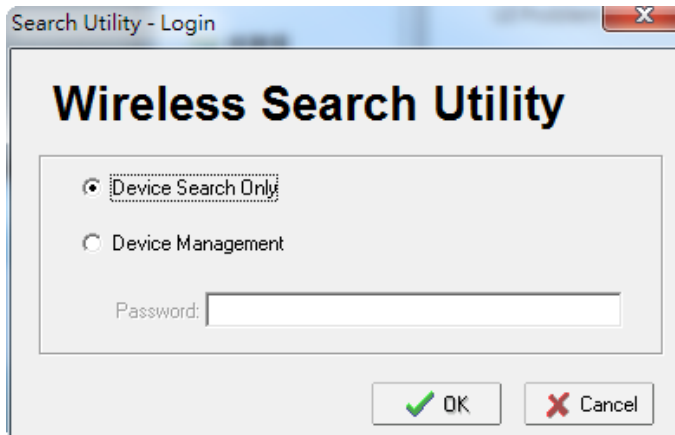 Search Utility - Login
Wireless Search Utility
Device Search Only
Device Management
Password:
OK
Cancel